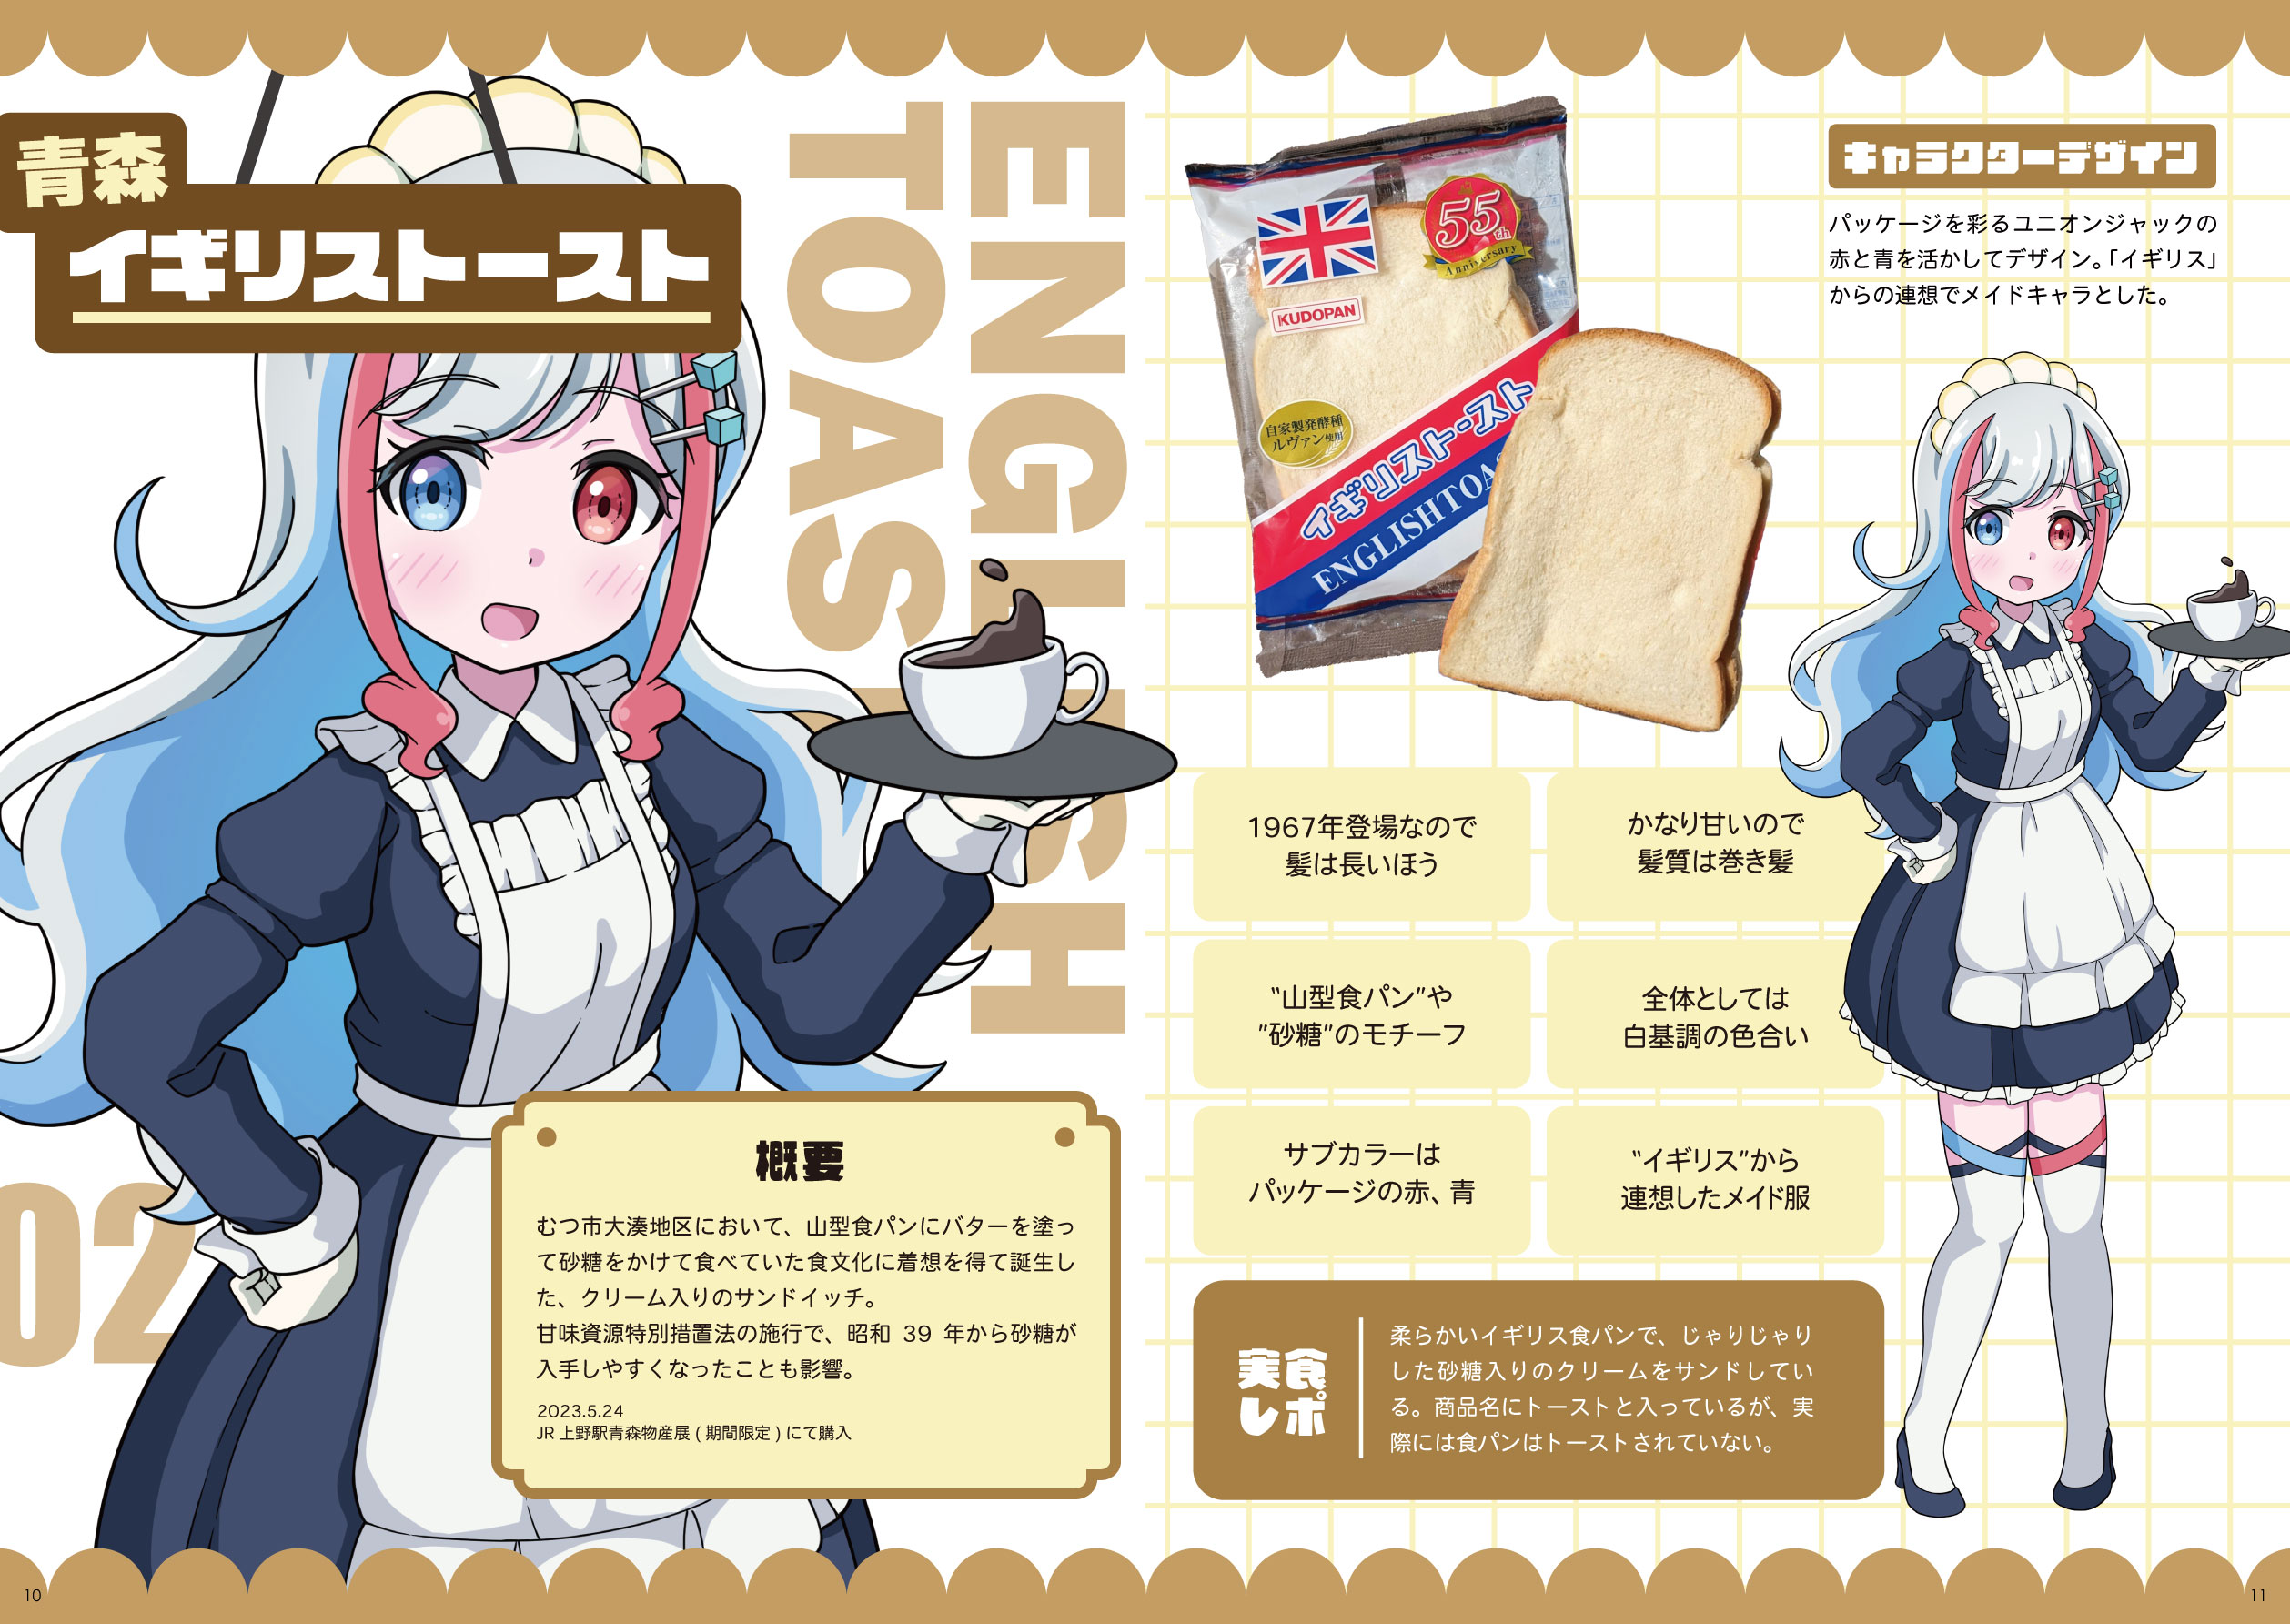 青森
イギリストースト
ENGLISH
TOAS
02
概要
むつ市大湊地区において、山型食パンにバターを塗っ
て砂糖をかけて食べていた食文化に着想を得て誕生し
た、クリーム入りのサンドイッチ。
甘味資源特別措置法の施行で、昭和 39 年から砂糖が
入手しやすくなったことも影響。
2023.5.24
JR 上野駅青森物産展 ( 期間限定 ) にて購入
10
55th
Anniversary
KUDOPAN
自家製発酵種
ルヴァン使用
イギリストースト
ENGLISHTOA
キャラクターデザイン
パッケージを彩るユニオンジャックの
赤と青を活かしてデザイン。「イギリス」
からの連想でメイドキャラとした。
1967年登場なので
髪は長いほう
かなり甘いので
髪質は巻き髪
"山型食パン"や
"砂糖"のモチーフ
全体としては
白基調の色合い
サブカラーは
パッケージの赤、青
"イギリス"から
連想したメイド服
実食
レポ
柔らかいイギリス食パンで、じゃりじゃり
した砂糖入りのクリームをサンドしてい
る。商品名にトーストと入っているが、実
際には食パンはトーストされていない。
11